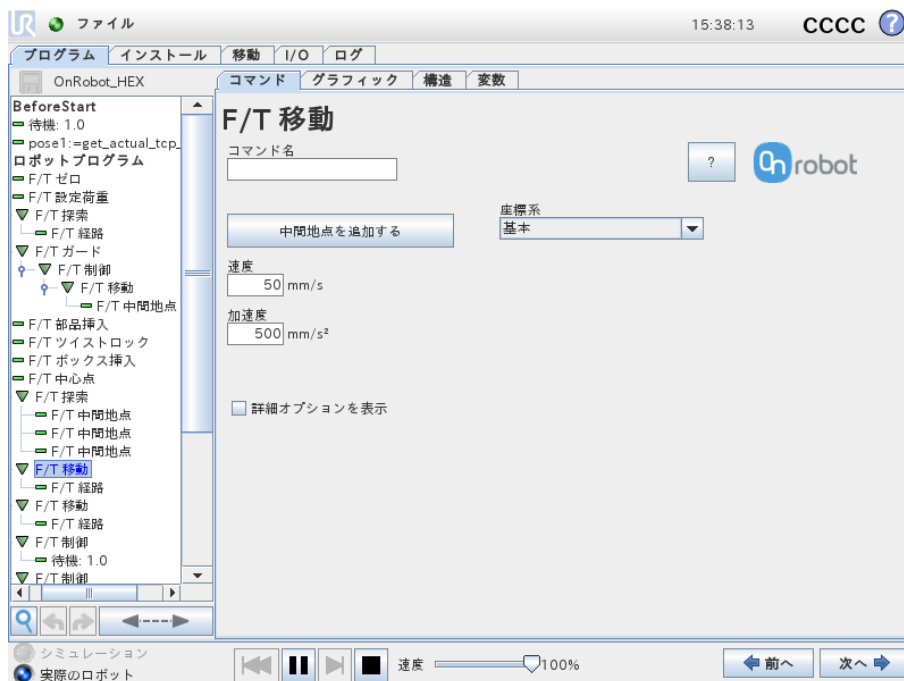 UR ファイル 15:38:13 CCCC ?
プログラム インストール 移動 I/O ログ
OnRobot_HEX
コマンド グラフィック 構造 変数
BeforeStart
待機: 1.0
pose1:=get_actual_tcp_
ロボットプログラム
F/T ゼロ
F/T 設定荷重
F/T 探索
F/T 経路
F/T ガード
F/T 制御
F/T 移動
F/T 中間地点
F/T 部品挿入
F/T ツイストロック
F/T ボックス挿入
F/T 中心点
F/T 探索
F/T 中間地点
F/T 中間地点
F/T 中間地点
F/T 移動
F/T 経路
F/T 移動
F/T 経路
F/T 制御
待機: 1.0
F/T 制御
F/T 移動
コマンド名
?
On robot
中間地点を追加する
座標系
基本
速度
50 mm/s
加速度
500 mm/s²
詳細オプションを表示
シミュレーション
実際のロボット
速度 100%
前へ 次へ